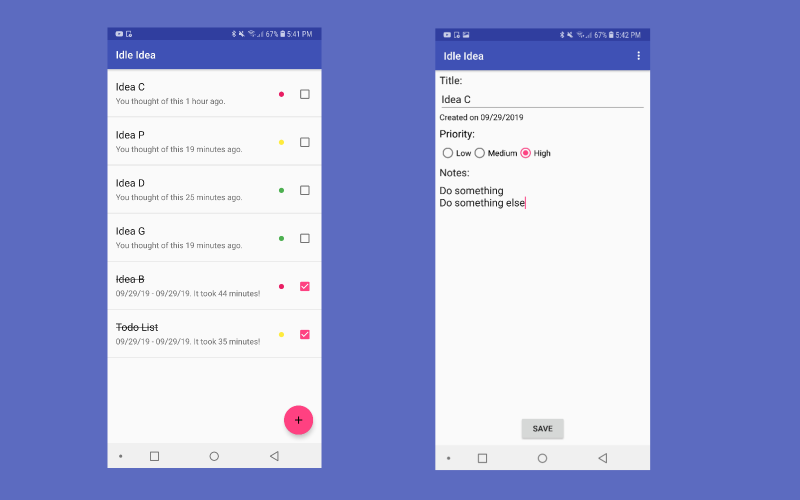 67% 5:41 PM
Idle Idea
Idea C
You thought of this 1 hour ago.
Idea P
You thought of this 19 minutes ago.
Idea D
You thought of this 25 minutes ago.
Idea G
You thought of this 19 minutes ago.
Idea B
09/29/19 - 09/29/19. It took 44 minutes!
Todo List
09/29/19 - 09/29/19. It took 35 minutes!
+
67% 5:42 PM
Idle Idea
Title:
Idea C
Created on 09/29/2019
Priority:
Low Medium High
Notes:
Do something
Do something else
SAVE